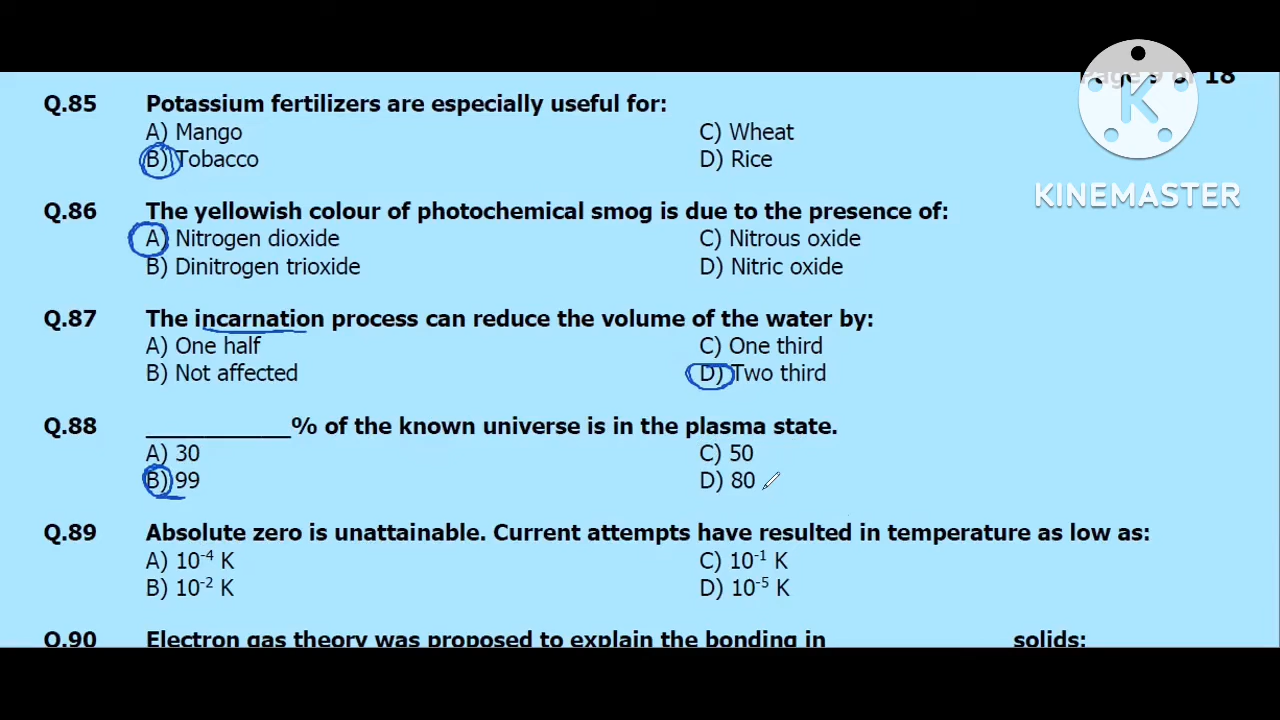 Page 9 of 18
K
KINEMASTER
Q.85 Potassium fertilizers are especially useful for:
A) Mango C) Wheat
B) Tobacco D) Rice
Q.86 The yellowish colour of photochemical smog is due to the presence of:
A) Nitrogen dioxide C) Nitrous oxide
B) Dinitrogen trioxide D) Nitric oxide
Q.87 The incarnation process can reduce the volume of the water by:
A) One half C) One third
B) Not affected D) Two third
Q.88 ____________% of the known universe is in the plasma state.
A) 30 C) 50
B) 99 D) 80
Q.89 Absolute zero is unattainable. Current attempts have resulted in temperature as low as:
A) 10⁻⁴ K C) 10⁻¹ K
B) 10⁻² K D) 10⁻⁵ K
Q.90 Electron gas theory was proposed to explain the bonding in solids: